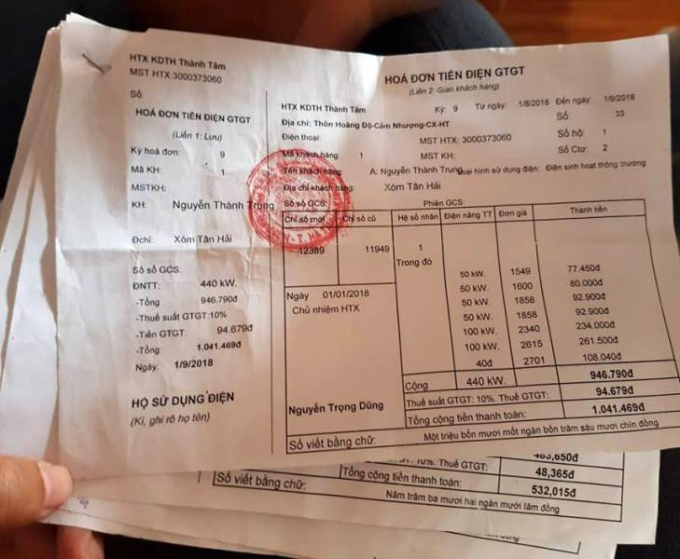 HTX KDTH Thành Tâm
MST HTX.3000373060
Số:
HOÁ ĐƠN TIỀN ĐIỆN GTGT
(Liên 1: Lưu)
Kỳ hoá đơn: 9
Mã KH: 1
MSTKH:
KH: Nguyễn Thành Trung
Đchỉ: Xóm Tân Hải
Số sổ GCS:
ĐNTT: 440 kW.
-Tổng 946.790đ
-Thuế suất GTGT:10%
-Tiền GTGT: 94.679đ
-Tổng: 1.041.469đ
Ngày: 1/9/2018
HỘ SỬ DỤNG ĐIỆN
(Kí, ghi rõ họ tên)
HOÁ ĐƠN TIỀN ĐIỆN GTGT
(Liên 2: Giao khách hàng)
HTX KDTH Thành Tâm Kỳ: 9 Từ ngày: 1/8/2018 Đến ngày: 1/9/2018
Địa chỉ: Thôn Hoàng Độ-Cẩm Nhượng-CX-HT Số: 33
Điện thoại: MST HTX: 3000373060 Số hộ: 1
Mã khách hàng 1 MST KH: Số Ctơ: 2
Tên khách hàng: A: Nguyễn Thành Trung loại hình sử dụng điện: Điện sinh hoạt thông thường
Địa chỉ khách hàng: Xóm Tân Hải
Số sổ GCS: Phiên GCS:
Chỉ số mới Chỉ số cũ Hệ số nhân Điện năng TT Đơn giá Thành tiền
12389 11949 1
Trong đó
50 kW. 1549 77.450đ
50 kW. 1600 80.000đ
50 kW. 1858 92.900đ
50 kW. 1858 92.900đ
100 kW. 2340 234.000đ
100 kW. 2615 261.500đ
40đ 2701 108.040đ
Ngày 01/01/2018
Chủ nhiệm HTX
Nguyễn Trọng Dũng
Cộng 440 kW. 946.790đ
Thuế suất GTGT: 10%. Thuế GTGT: 94.679đ
Tổng cộng tiền thanh toán: 1.041.469đ
Số viết bằng chữ: Một triệu bốn mươi mốt ngàn bốn trăm sáu mươi chín đồng
10%. Thuế GTGT: 48,365đ
Tổng cộng tiền thanh toán: 532,015đ
Số viết bằng chữ: Năm trăm ba mươi hai ngàn mười lăm đồng